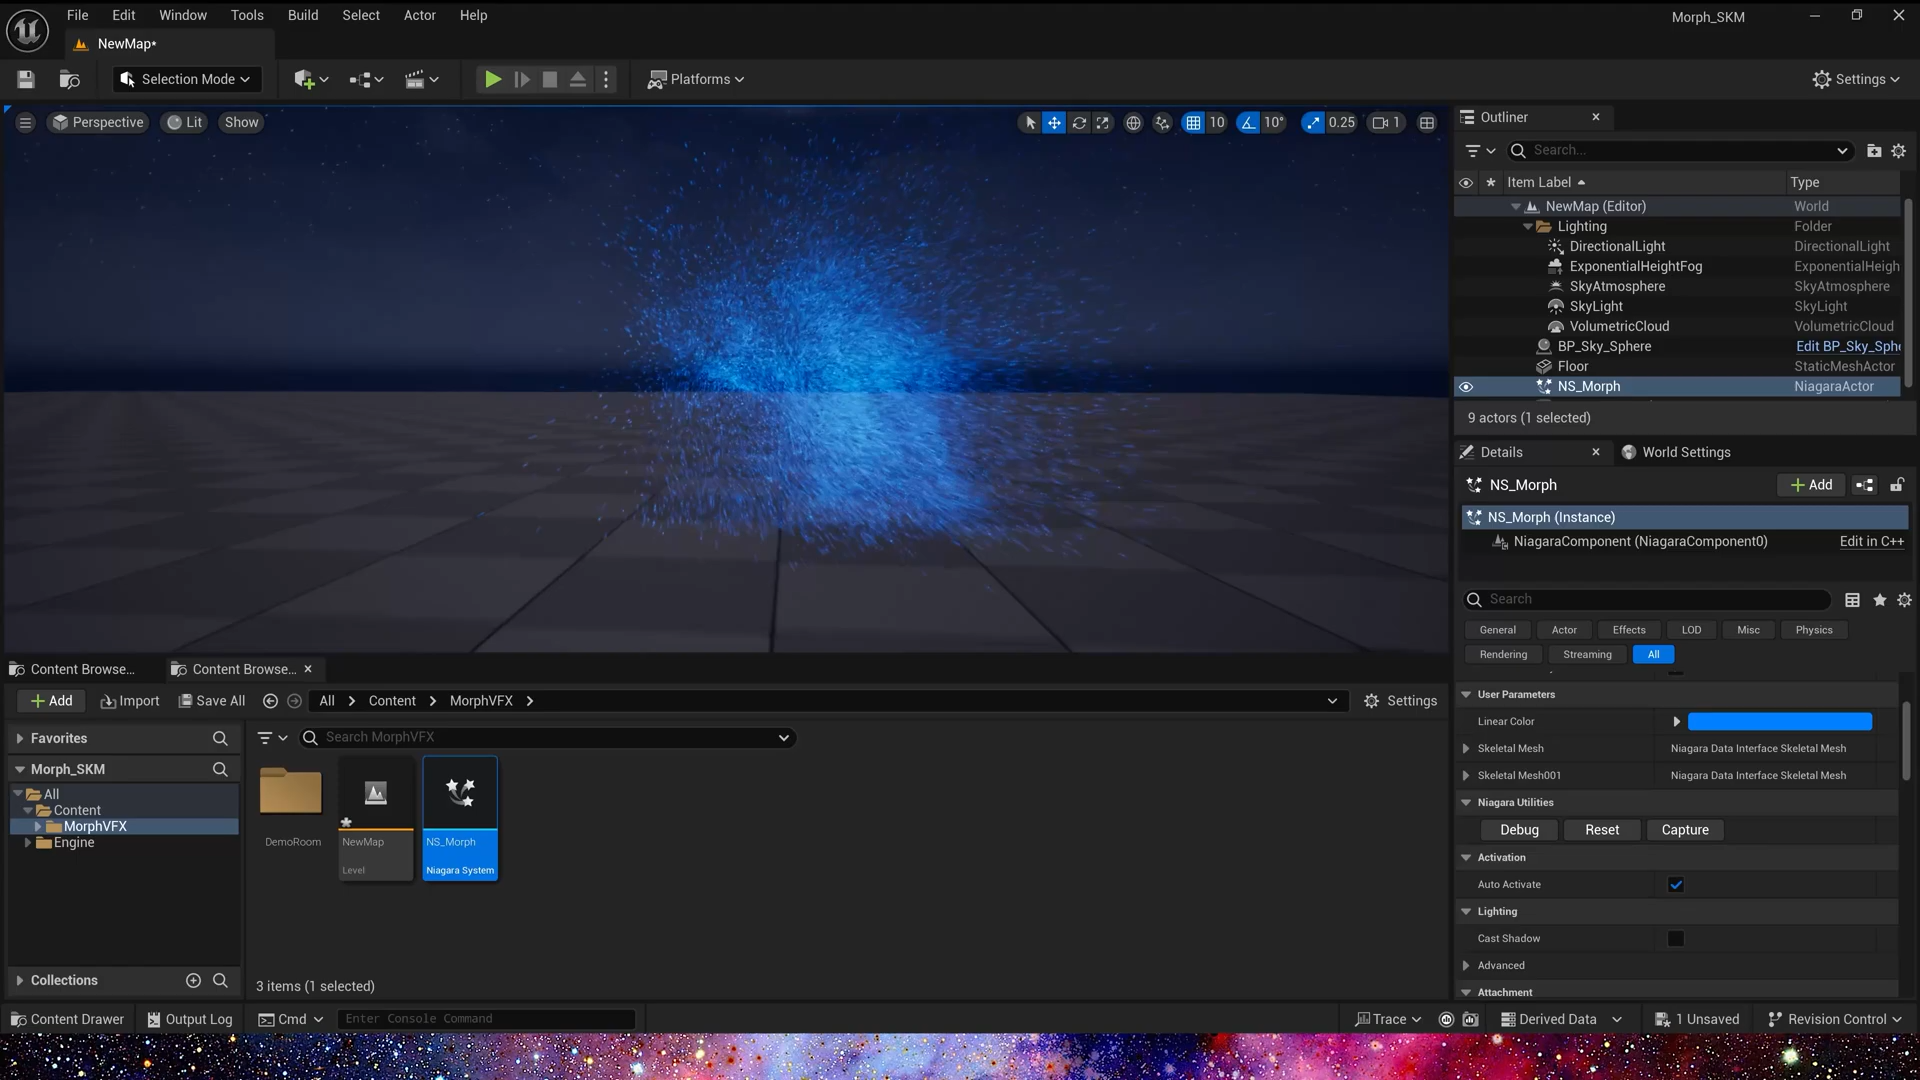 File Edit Window Tools Build Select Actor Help
Morph_SKM
NewMap*
Selection Mode
Platforms
Settings
Perspective Lit Show
10 10° 0.25 1
Outliner
Search...
Item Label Type
NewMap (Editor) World
Lighting Folder
DirectionalLight DirectionalLight
ExponentialHeightFog ExponentialHeigh
SkyAtmosphere SkyAtmosphere
SkyLight SkyLight
VolumetricCloud VolumetricCloud
BP_Sky_Sphere Edit BP_Sky_Sph
Floor StaticMeshActor
NS_Morph NiagaraActor
9 actors (1 selected)
Details World Settings
NS_Morph Add
NS_Morph (Instance)
NiagaraComponent (NiagaraComponent0) Edit in C++
Search
General Actor Effects LOD Misc Physics
Rendering Streaming All
User Parameters
Linear Color
Skeletal Mesh Niagara Data Interface Skeletal Mesh
Skeletal Mesh001 Niagara Data Interface Skeletal Mesh
Niagara Utilities
Debug Reset Capture
Activation
Auto Activate
Lighting
Cast Shadow
Advanced
Attachment
Content Browse... Content Browse...
Add Import Save All All Content MorphVFX Settings
Favorites Search MorphVFX
Morph_SKM
All
Content
MorphVFX
Engine
DemoRoom NewMap NS_Morph
Level Niagara System
Collections
3 items (1 selected)
Content Drawer Output Log Cmd Enter Console Command Trace Derived Data 1 Unsaved Revision Control